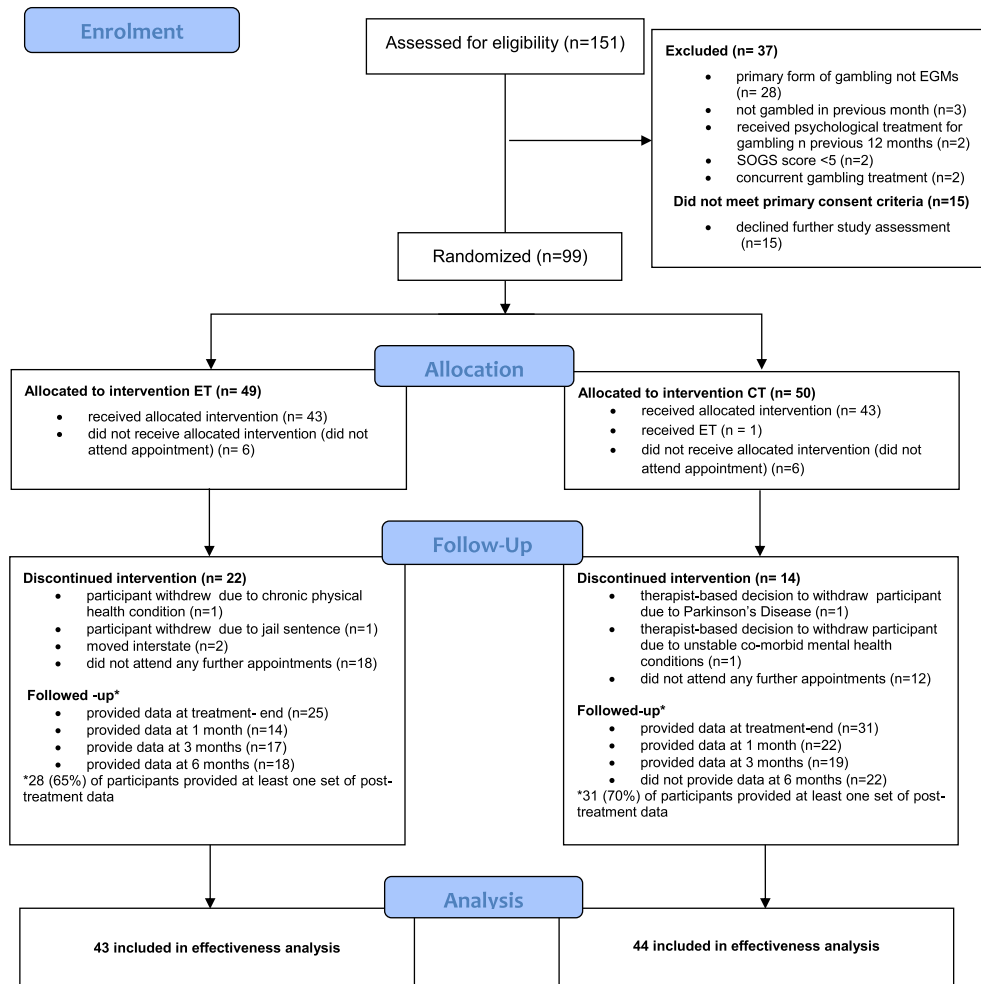 Enrolment
Assessed for eligibility (n=151)
Excluded (n= 37)
• primary form of gambling not EGMs
(n= 28)
• not gambled in previous month (n=3)
• received psychological treatment for
gambling n previous 12 months (n=2)
• SOGS score <5 (n=2)
• concurrent gambling treatment (n=2)
Did not meet primary consent criteria (n=15)
• declined further study assessment
(n=15)
Randomized (n=99)
Allocation
Allocated to intervention ET (n= 49)
• received allocated intervention (n= 43)
• did not receive allocated intervention (did not
attend appointment) (n= 6)
Allocated to intervention CT (n= 50)
• received allocated intervention (n= 43)
• received ET (n = 1)
• did not receive allocated intervention (did not
attend appointment) (n=6)
Follow-Up
Discontinued intervention (n= 22)
• participant withdrew due to chronic physical
health condition (n=1)
• participant withdrew due to jail sentence (n=1)
• moved interstate (n=2)
• did not attend any further appointments (n=18)
Followed -up*
• provided data at treatment- end (n=25)
• provided data at 1 month (n=14)
• provide data at 3 months (n=17)
• provided data at 6 months (n=18)
*28 (65%) of participants provided at least one set of post-
treatment data
Discontinued intervention (n= 14)
• therapist-based decision to withdraw participant
due to Parkinson's Disease (n=1)
• therapist-based decision to withdraw participant
due to unstable co-morbid mental health
conditions (n=1)
• did not attend any further appointments (n=12)
Followed-up*
• provided data at treatment-end (n=31)
• provided data at 1 month (n=22)
• provided data at 3 months (n=19)
• did not provide data at 6 months (n=22)
*31 (70%) of participants provided at least one set of post-
treatment data
Analysis
43 included in effectiveness analysis
44 included in effectiveness analysis